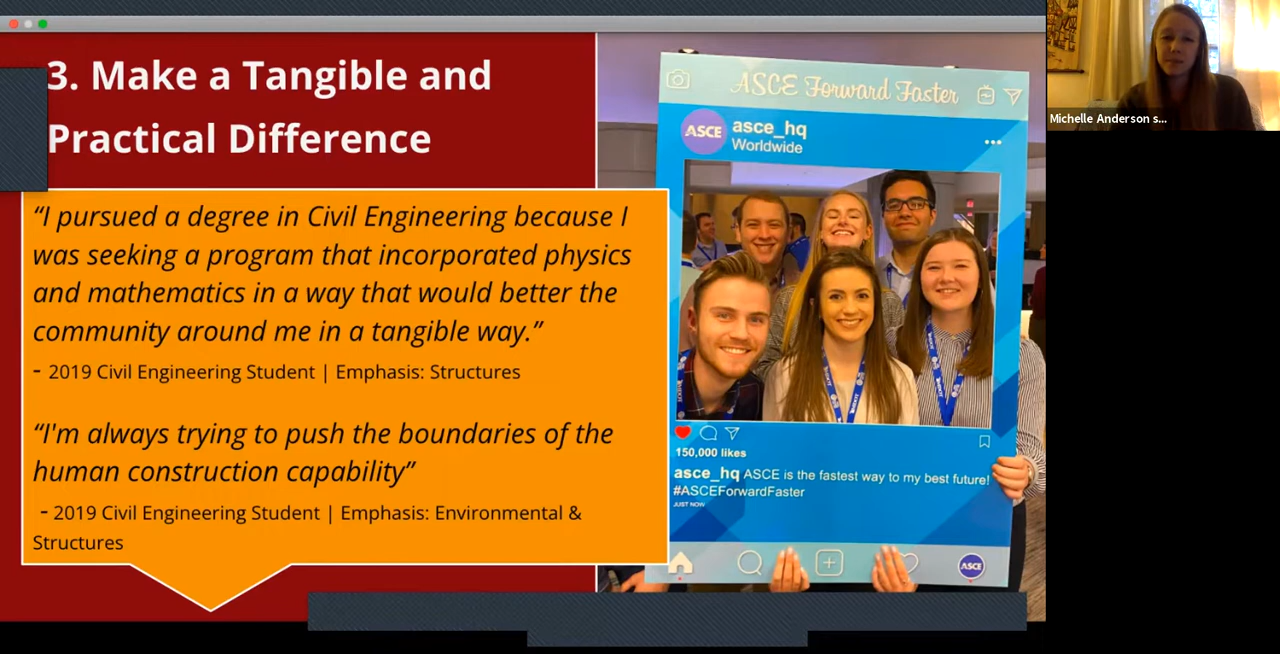 3. Make a Tangible and
Practical Difference
“I pursued a degree in Civil Engineering because I
was seeking a program that incorporated physics
and mathematics in a way that would better the
community around me in a tangible way.”
- 2019 Civil Engineering Student | Emphasis: Structures
“I'm always trying to push the boundaries of the
human construction capability”
- 2019 Civil Engineering Student | Emphasis: Environmental &
Structures
ASCE Forward Faster
ASCE
asce_hq
Worldwide
150,000 likes
asce_hq ASCE is the fastest way to my best future!
#ASCEForwardFaster
JUST NOW
ASCE
Michelle Anderson s...